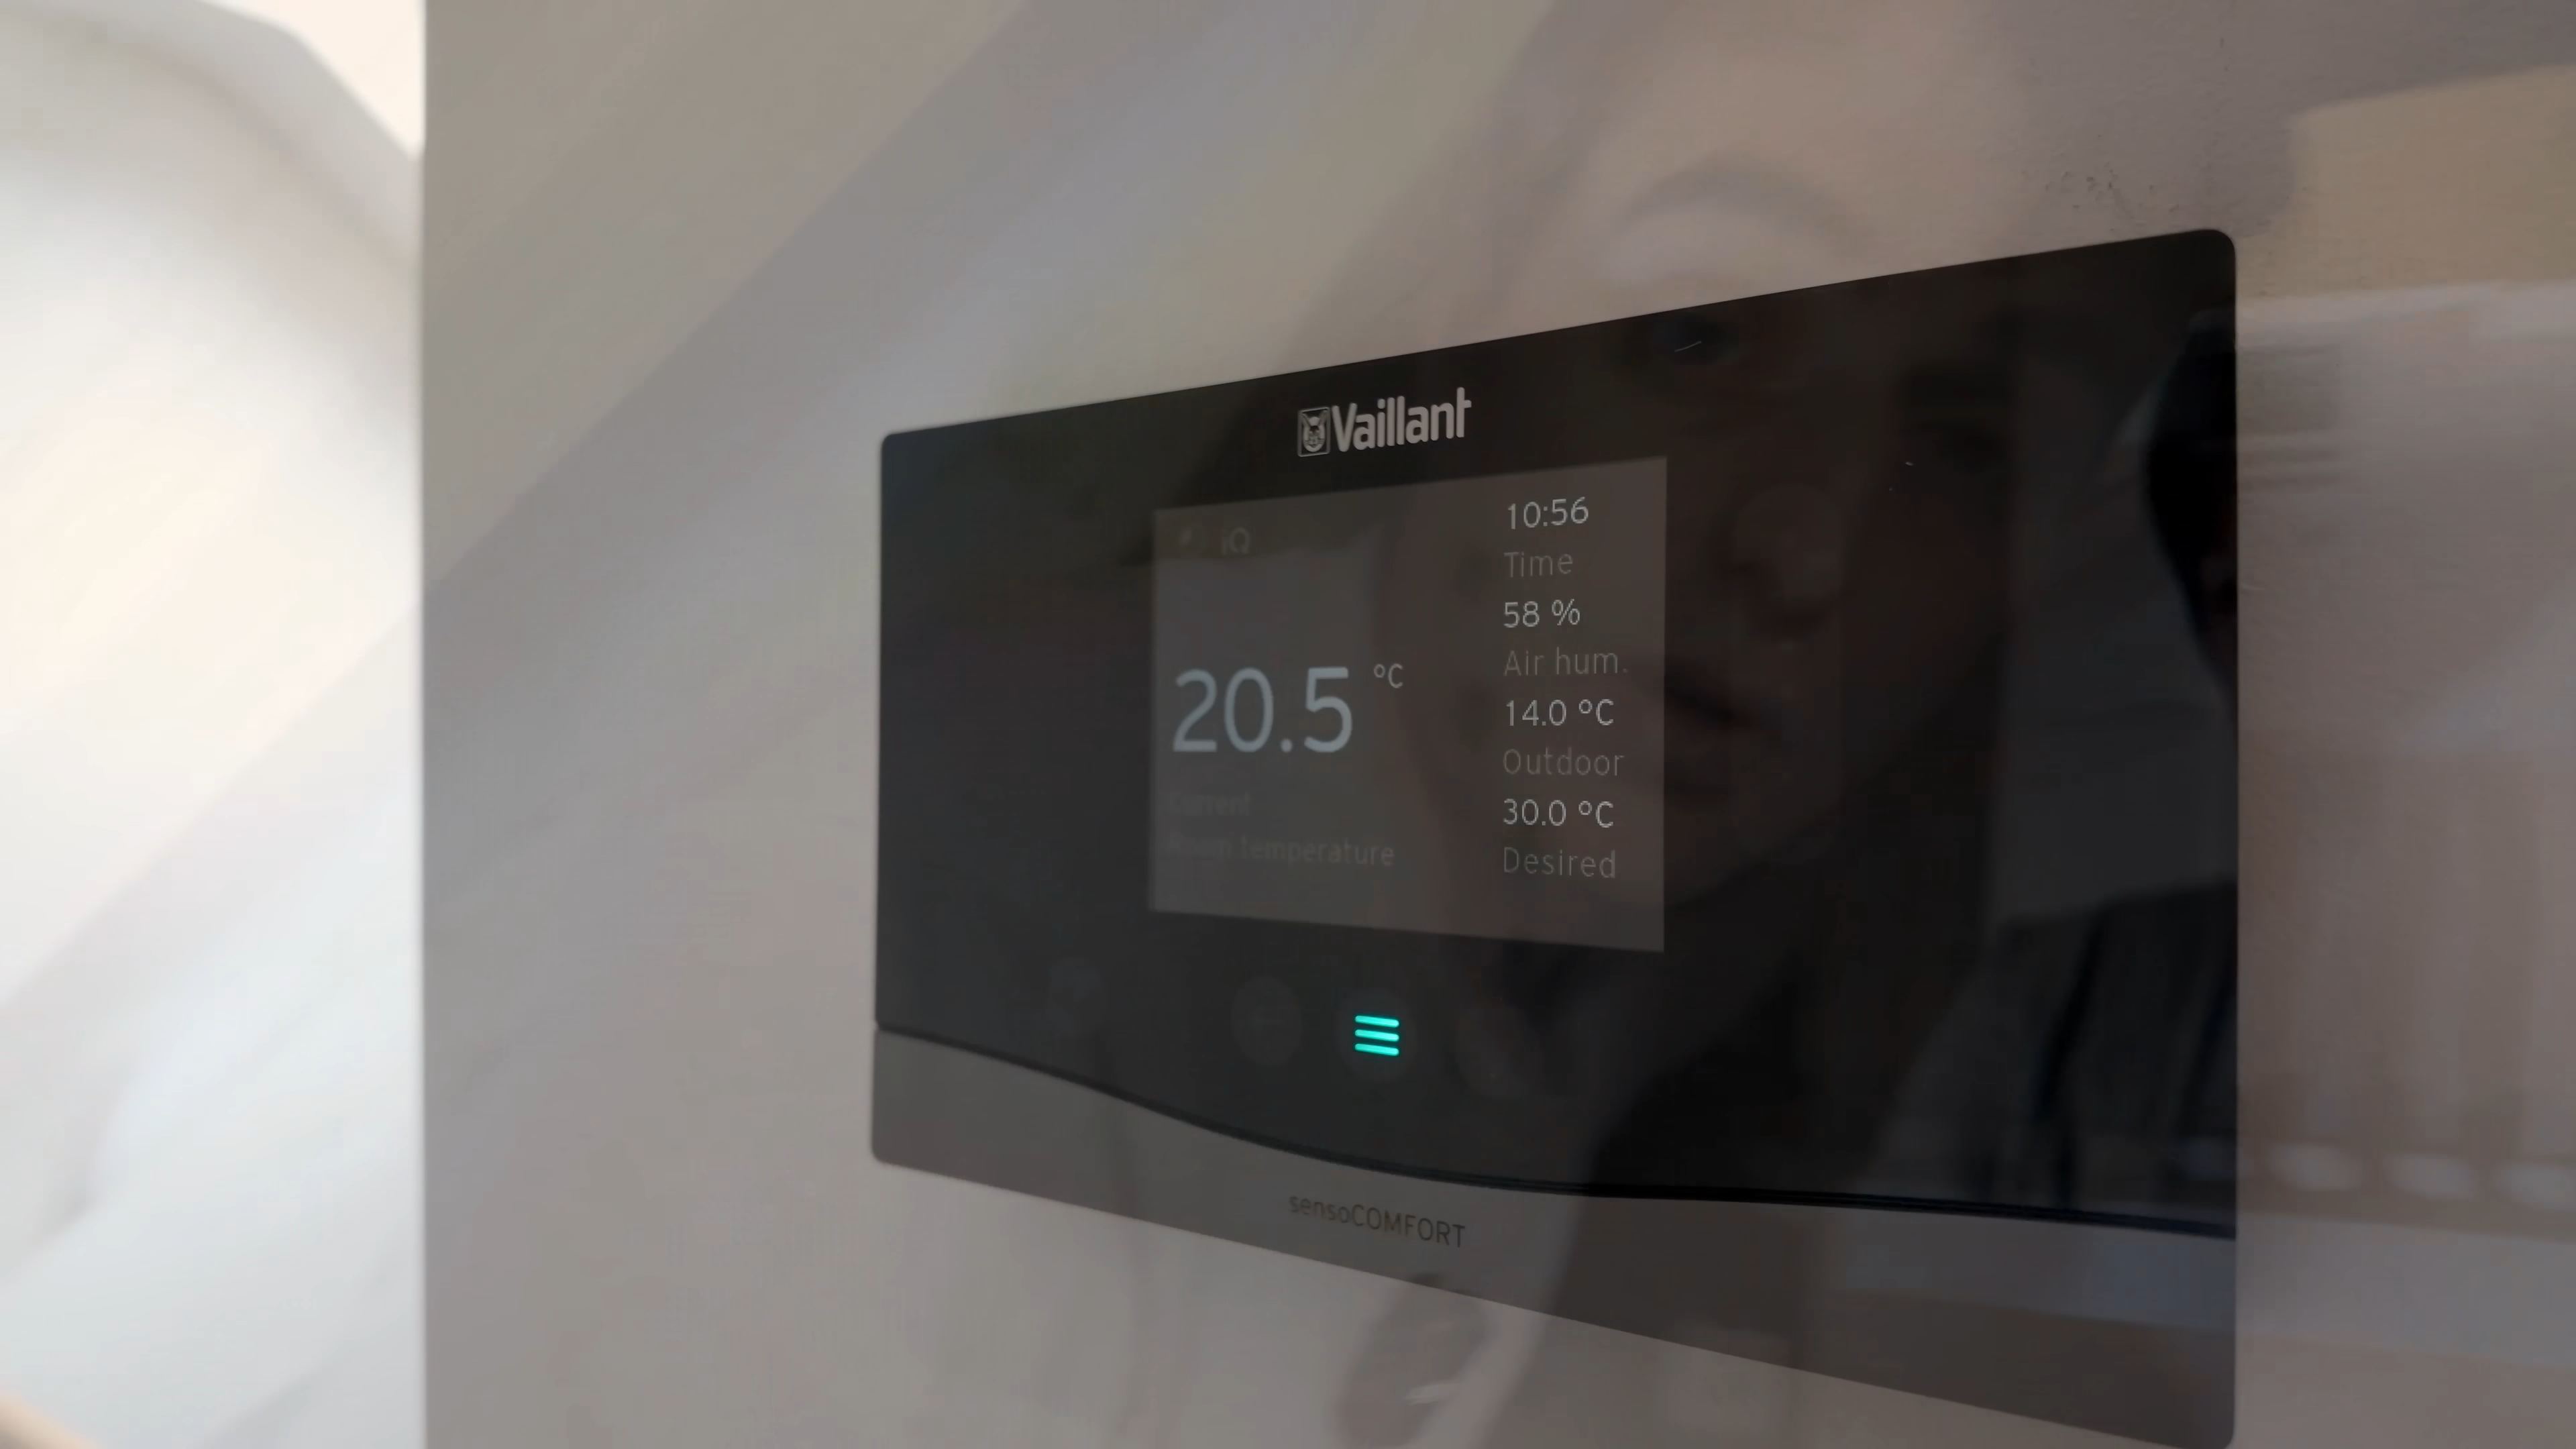 Vaillant
iQ
20.5 °C
Current
Room temperature
10:56
Time
58 %
Air hum.
14.0 °C
Outdoor
30.0 °C
Desired
sensoCOMFORT